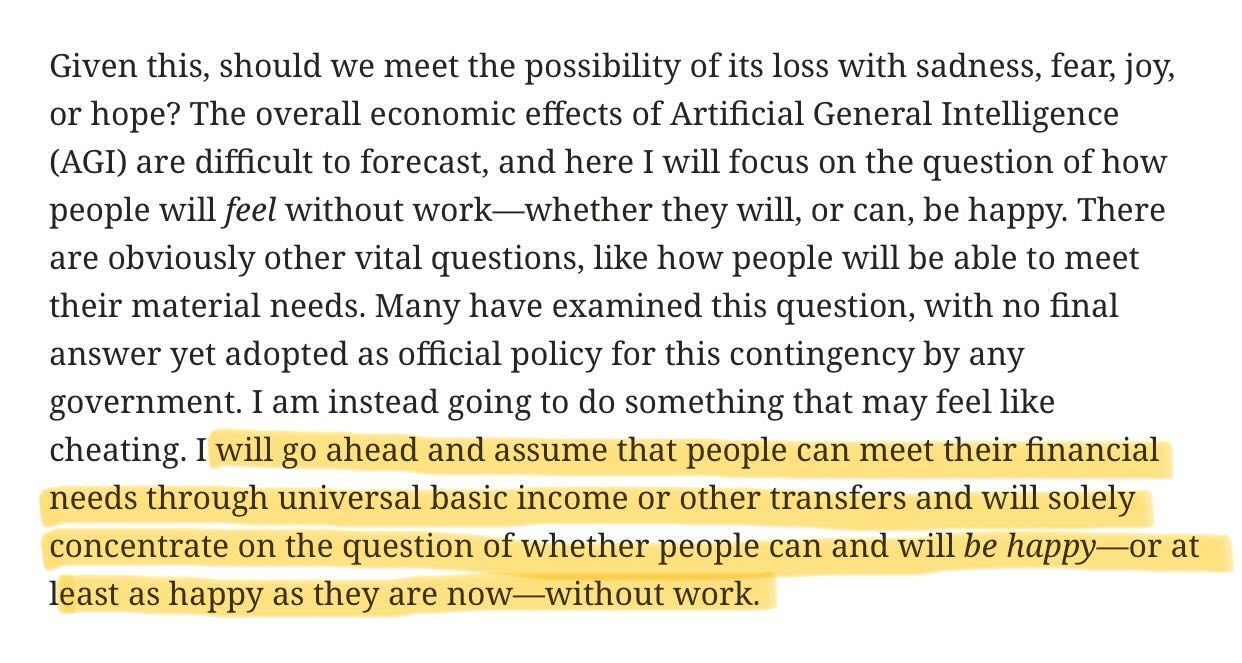 Given this, should we meet the possibility of its loss with sadness, fear, joy,
or hope? The overall economic effects of Artificial General Intelligence
(AGI) are difficult to forecast, and here I will focus on the question of how
people will feel without work—whether they will, or can, be happy. There
are obviously other vital questions, like how people will be able to meet
their material needs. Many have examined this question, with no final
answer yet adopted as official policy for this contingency by any
government. I am instead going to do something that may feel like
cheating. I will go ahead and assume that people can meet their financial
needs through universal basic income or other transfers and will solely
concentrate on the question of whether people can and will be happy—or at
least as happy as they are now—without work.